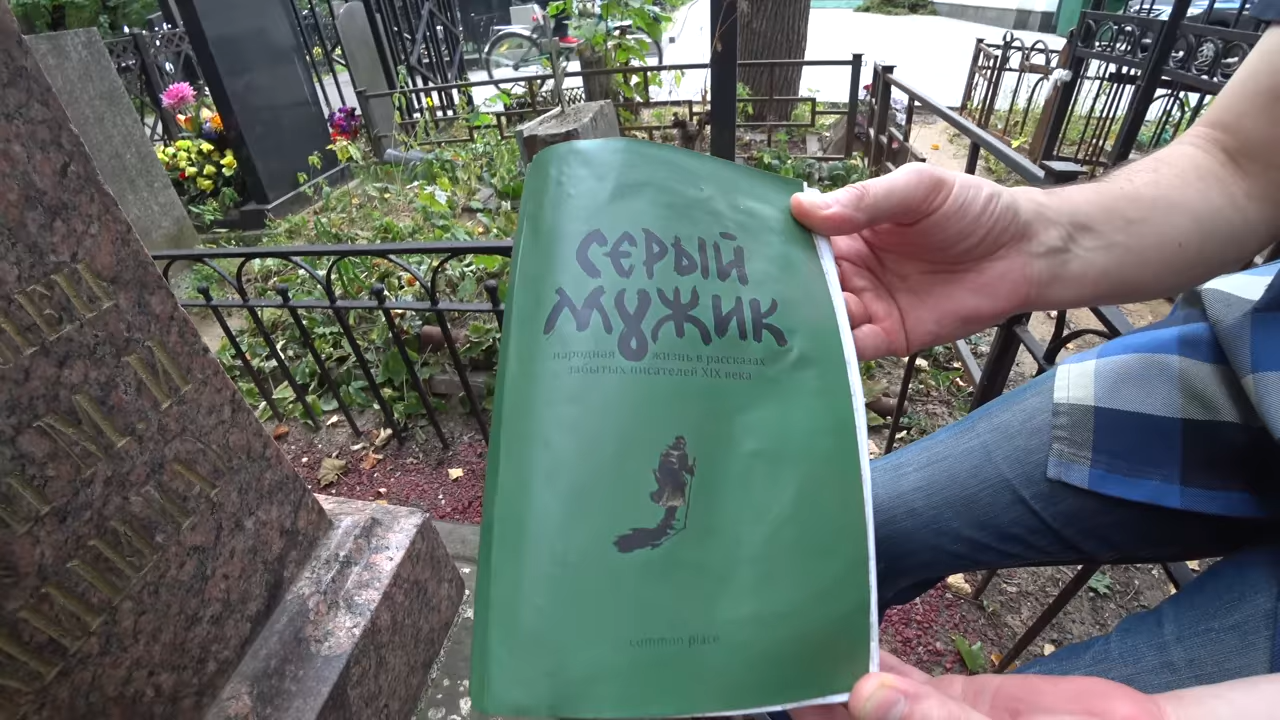 СЕРЫЙ
МУЖИК
народная жизнь в рассказах
забытых писателей XIX века
common place